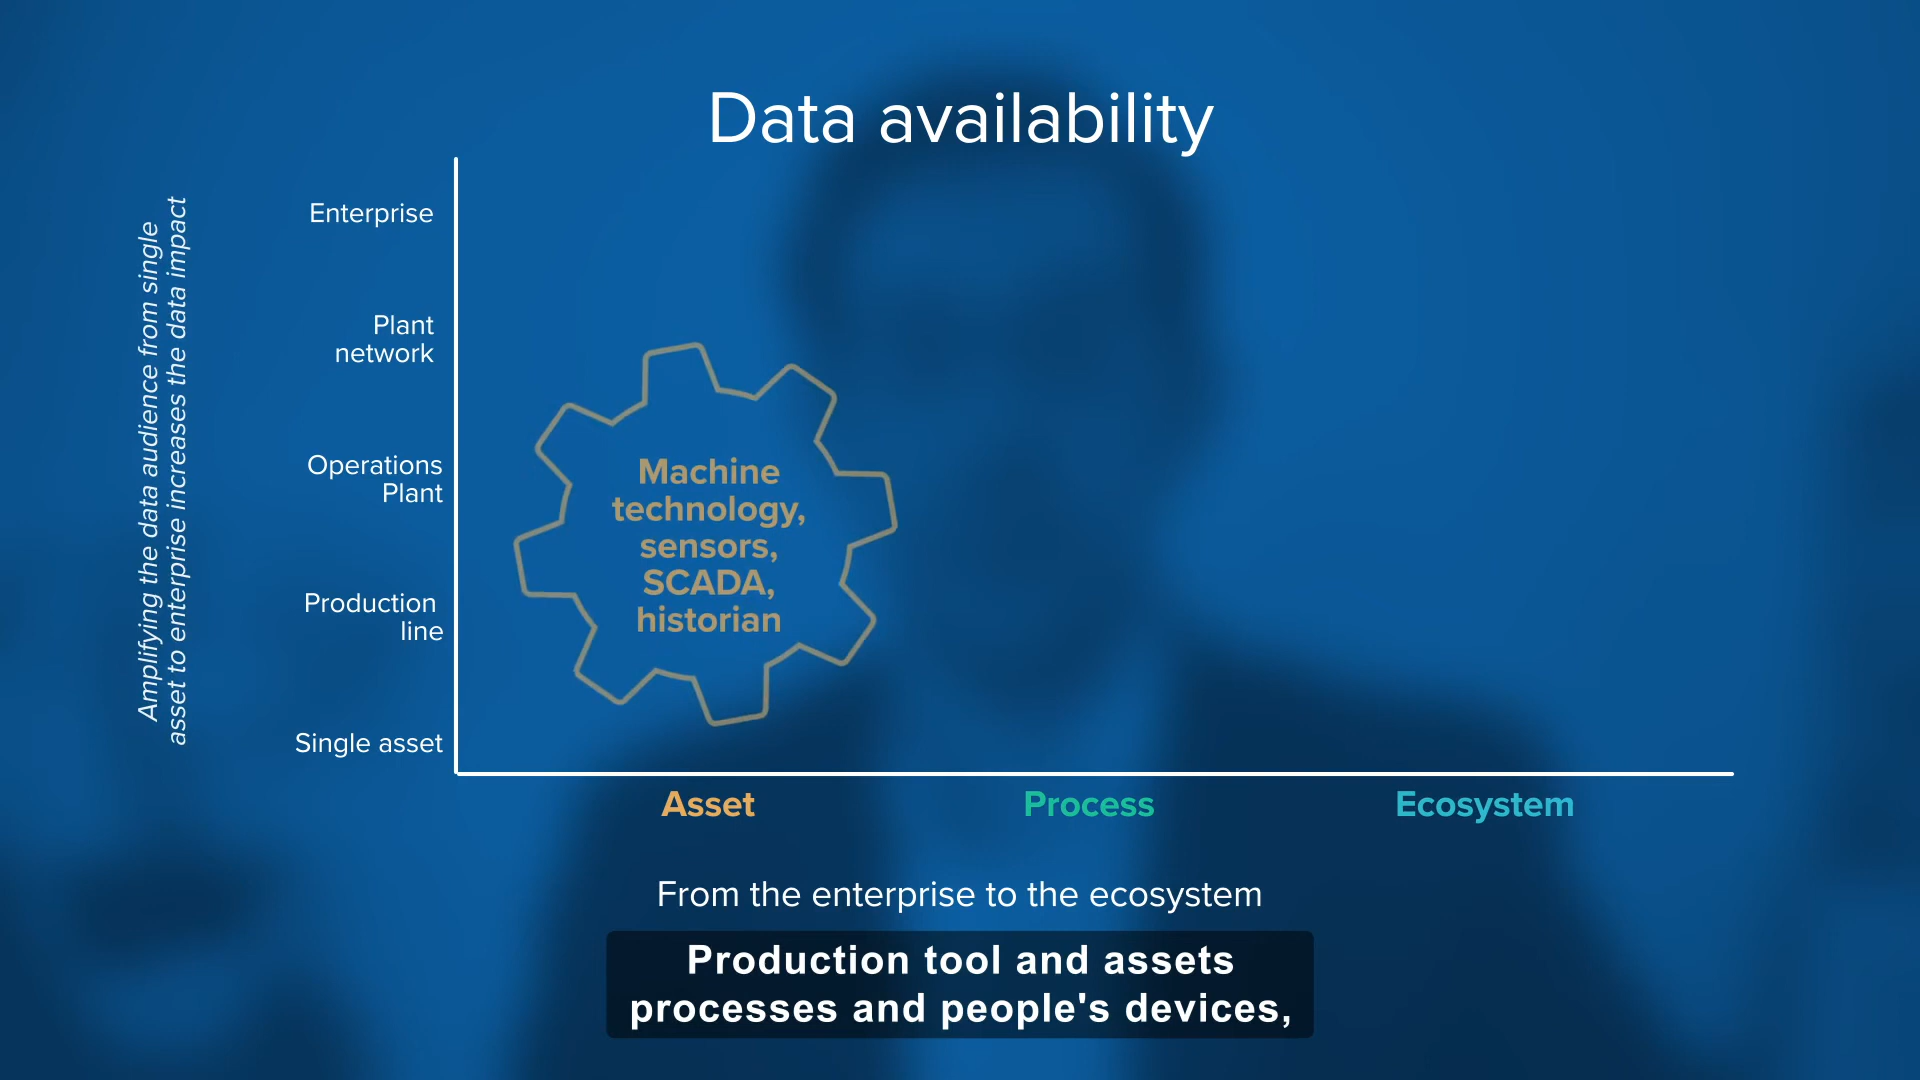 Data availability
Amplifying the data audience from single
asset to enterprise increases the data impact
Enterprise
Plant
network
Operations
Plant
Production
line
Single asset
Machine
technology,
sensors,
SCADA,
historian
Asset
Process
Ecosystem
From the enterprise to the ecosystem
Production tool and assets
processes and people's devices,